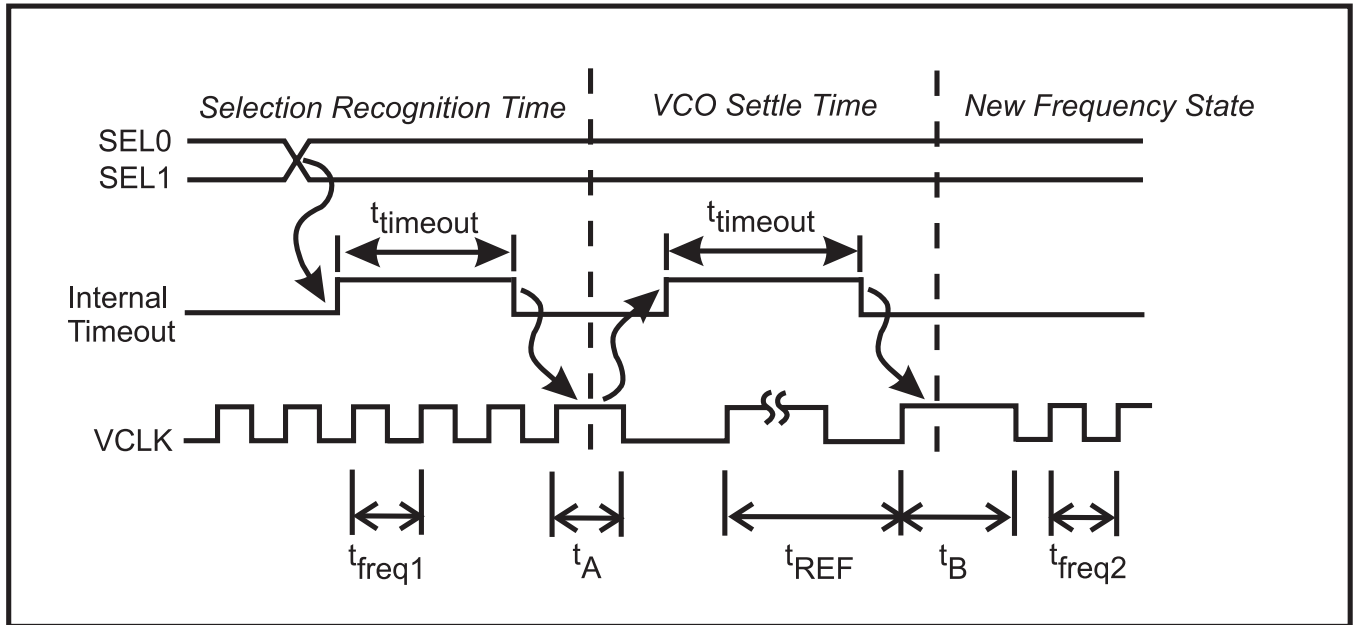 Selection Recognition Time
VCO Settle Time
New Frequency State
SEL0
SEL1
ttimeout
ttimeout
Internal
Timeout
VCLK
tfreq1
tA
tREF
tB
tfreq2